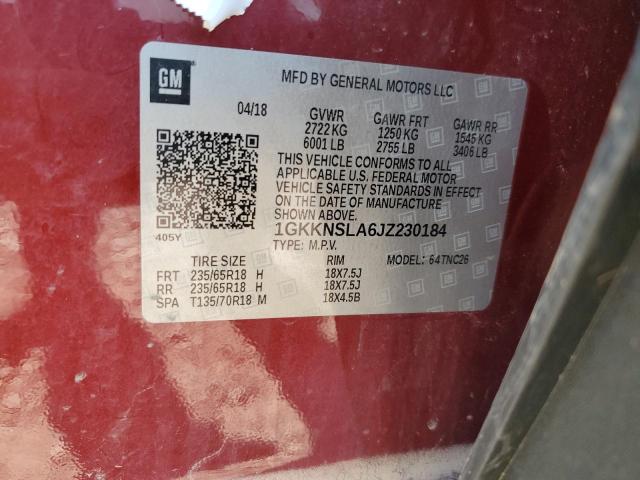 GM
MFD BY GENERAL MOTORS LLC
04/18 GVWR GAWR FRT GAWR RR
2722 KG 1250 KG 1545 KG
6001 LB 2755 LB 3406 LB
THIS VEHICLE CONFORMS TO ALL
APPLICABLE U.S. FEDERAL MOTOR
VEHICLE SAFETY STANDARDS IN EFFECT
ON THE DATE OF MANUFACTURE
SHOWN ABOVE.
405Y
1GKKNSLA6JZ230184
TYPE: M.P.V. MODEL: 64TNC26
TIRE SIZE RIM
FRT 235/65R18 H 18X7.5J
RR 235/65R18 H 18X7.5J
SPA T135/70R18 M 18X4.5B